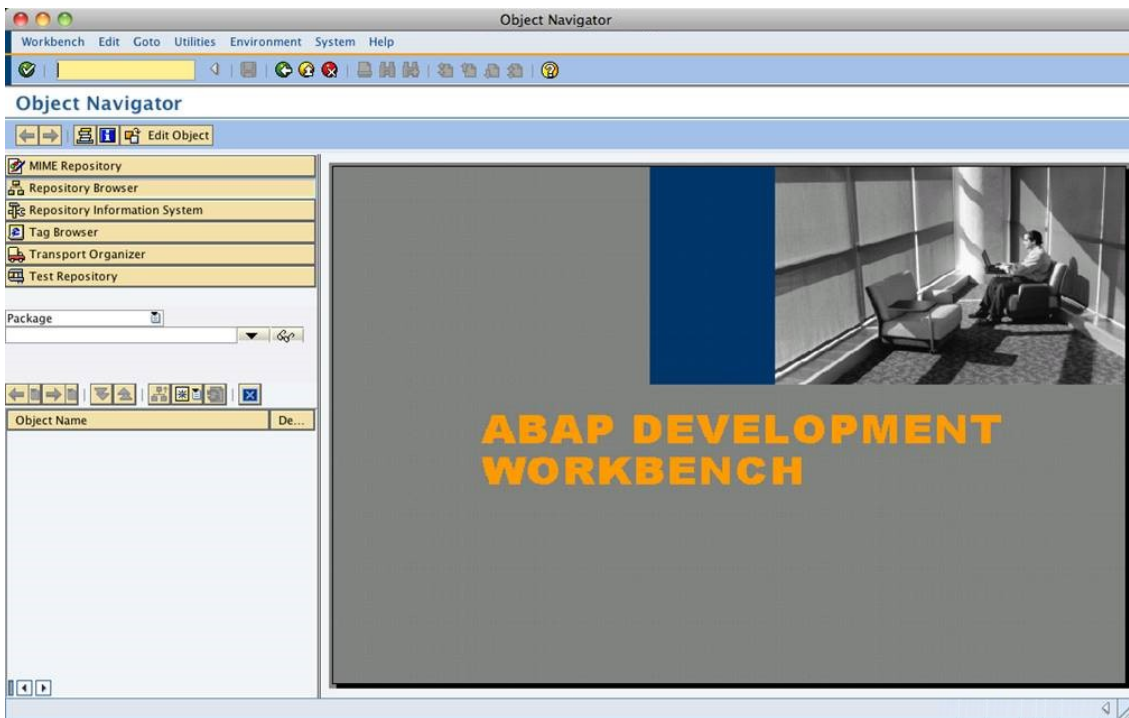 Object Navigator
Workbench Edit Goto Utilities Environment System Help
Object Navigator
Edit Object
MIME Repository
Repository Browser
Repository Information System
Tag Browser
Transport Organizer
Test Repository
Package
Object Name De...
ABAP DEVELOPMENT
WORKBENCH